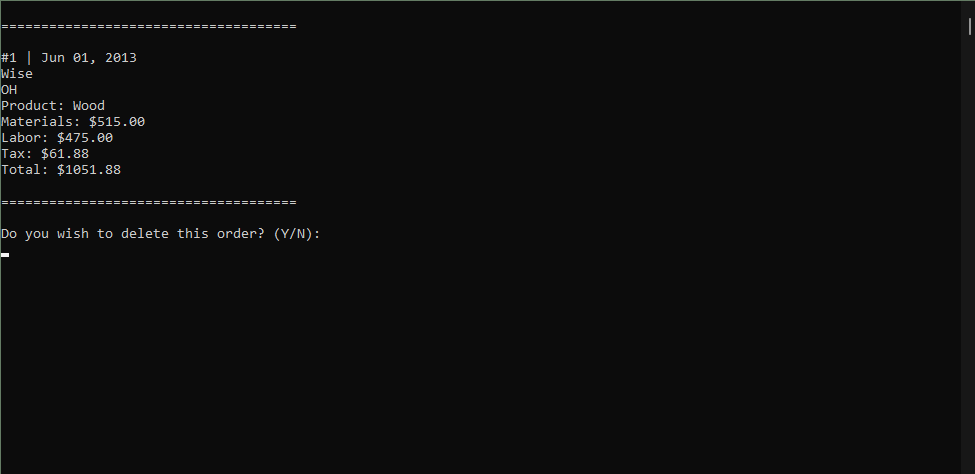 =====================================
#1 | Jun 01, 2013
Wise
OH
Product: Wood
Materials: $515.00
Labor: $475.00
Tax: $61.88
Total: $1051.88
=====================================
Do you wish to delete this order? (Y/N):